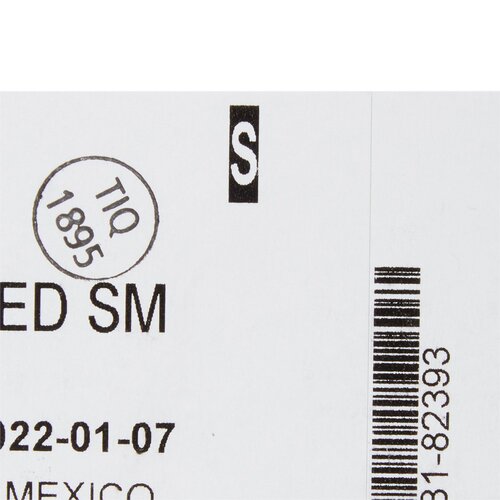 S
TIQ
1895
ED SM
022-01-07
MEXICO
31-82393